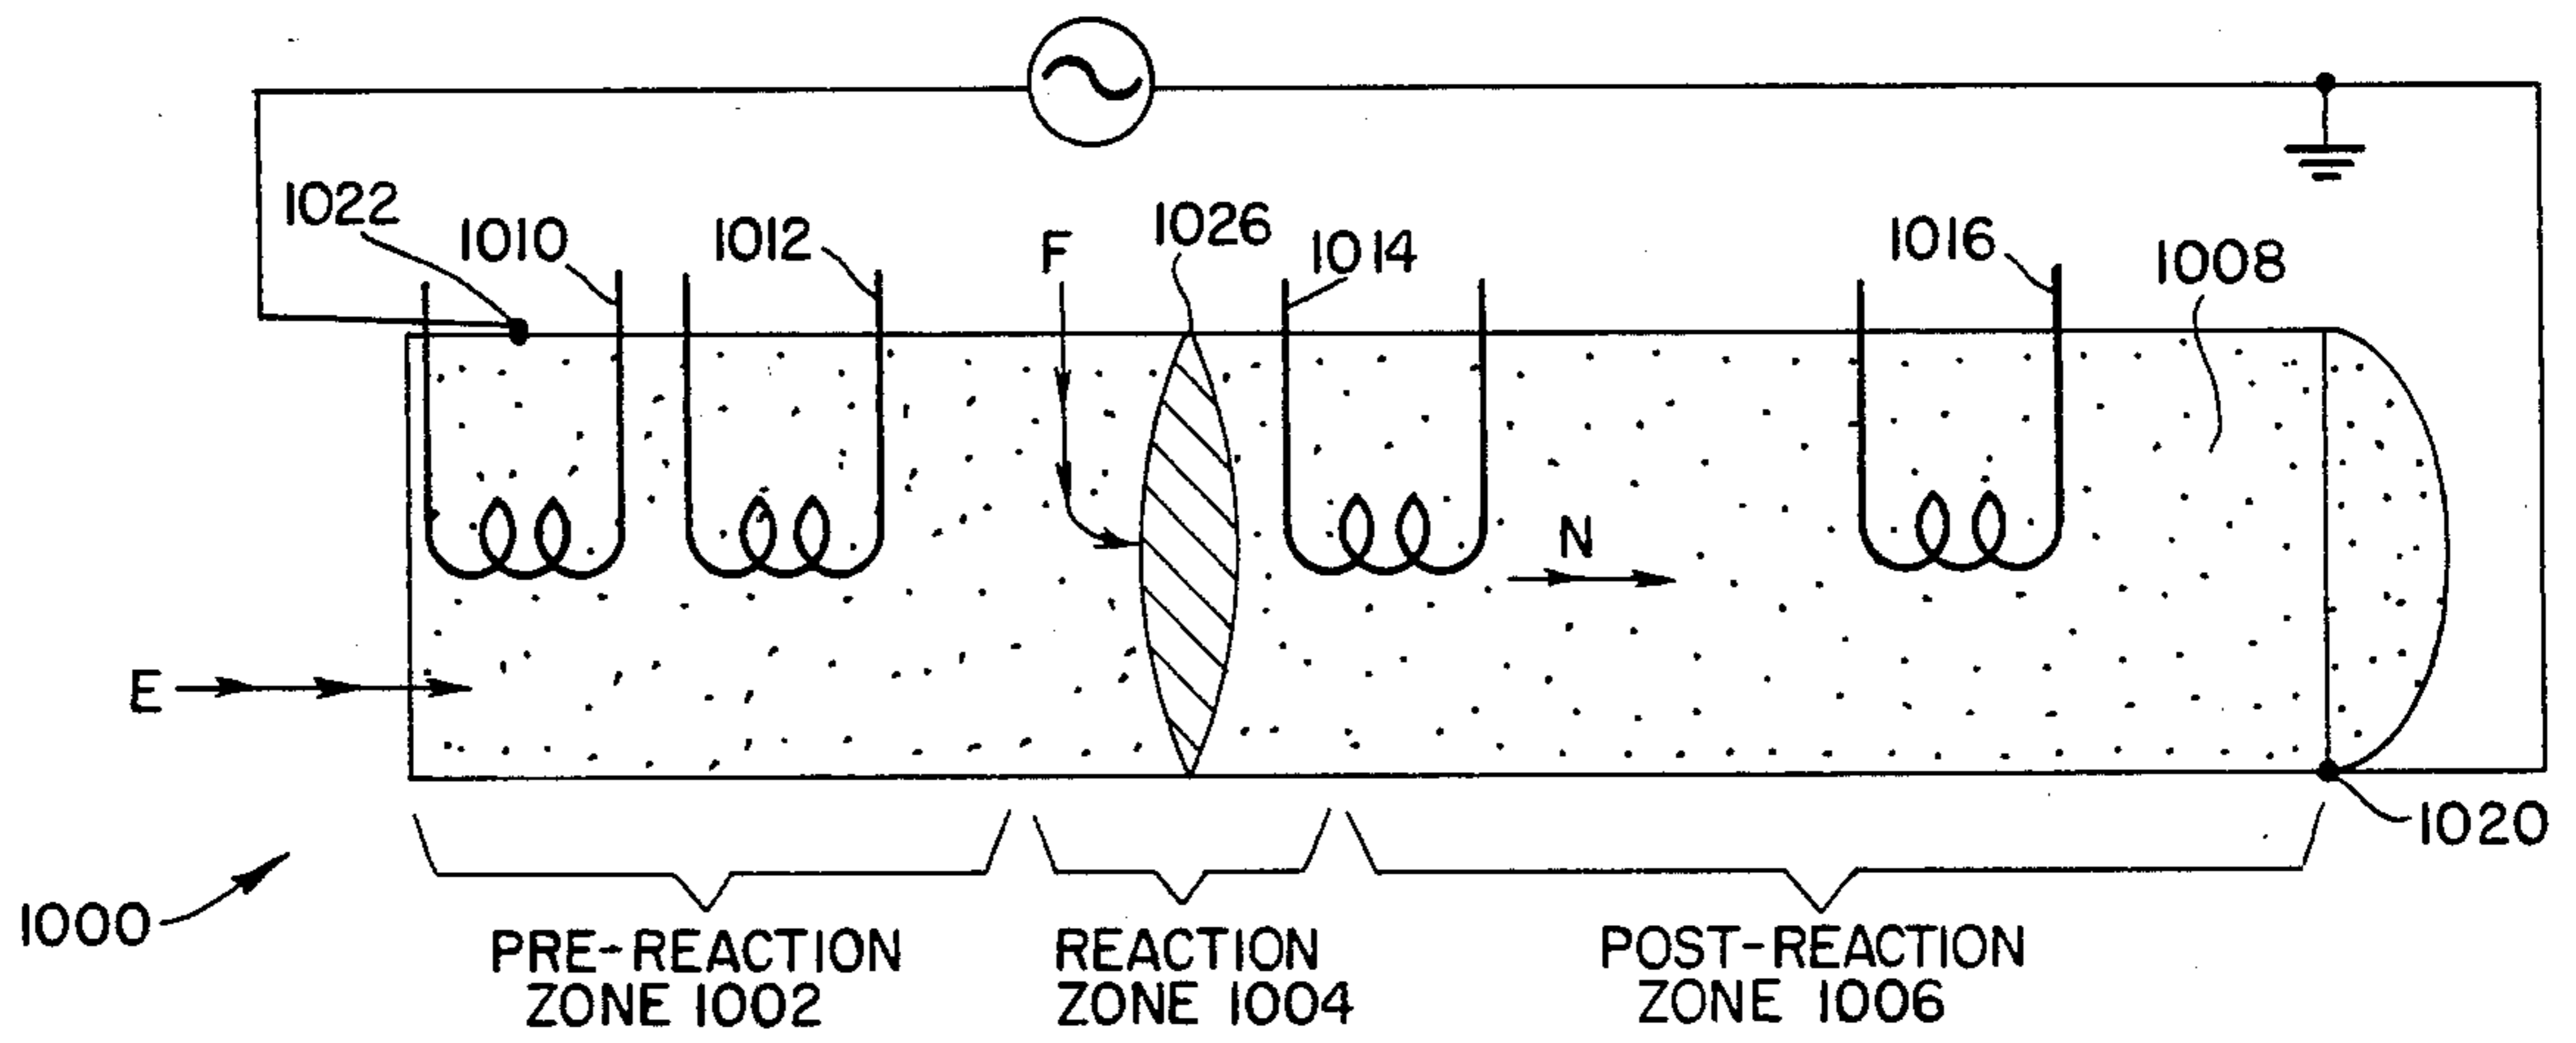 1022
1010
1012
F
1026
1014
1016
1008
N
E
1020
1000
PRE-REACTION
ZONE 1002
REACTION
ZONE 1004
POST-REACTION
ZONE 1006